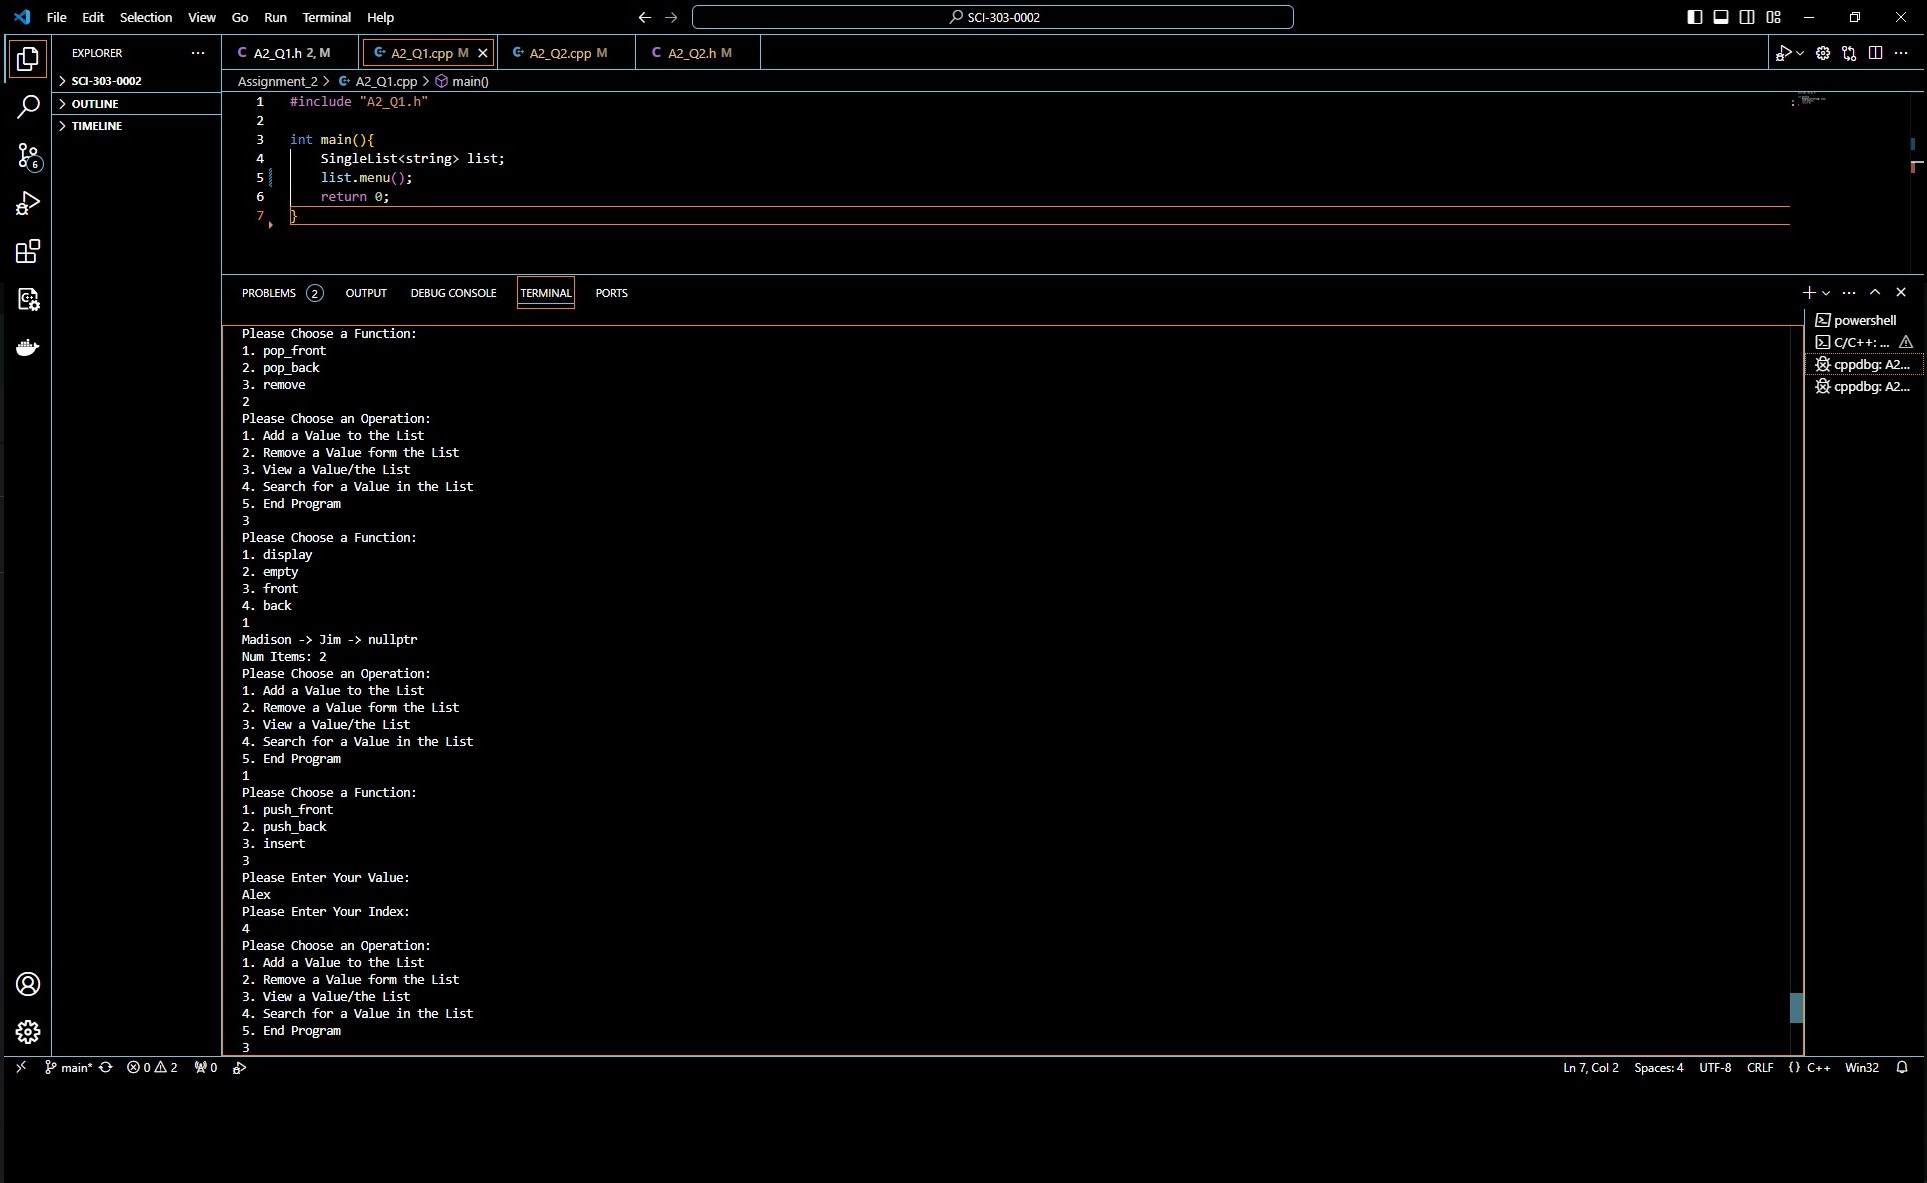 File Edit Selection View Go Run Terminal Help SCI-303-0002
EXPLORER ...
SCI-303-0002
OUTLINE
TIMELINE
6
C A2_Q1.h 2, M A2_Q1.cpp M A2_Q2.cpp M C A2_Q2.h M
Assignment_2 > A2_Q1.cpp > main()
1 #include "A2_Q1.h"
2
3 int main(){
4 SingleList<string> list;
5 list.menu();
6 return 0;
7 }
PROBLEMS 2 OUTPUT DEBUG CONSOLE TERMINAL PORTS
Please Choose a Function:
1. pop_front
2. pop_back
3. remove
2
Please Choose an Operation:
1. Add a Value to the List
2. Remove a Value form the List
3. View a Value/the List
4. Search for a Value in the List
5. End Program
3
Please Choose a Function:
1. display
2. empty
3. front
4. back
1
Madison -> Jim -> nullptr
Num Items: 2
Please Choose an Operation:
1. Add a Value to the List
2. Remove a Value form the List
3. View a Value/the List
4. Search for a Value in the List
5. End Program
1
Please Choose a Function:
1. push_front
2. push_back
3. insert
3
Please Enter Your Value:
Alex
Please Enter Your Index:
4
Please Choose an Operation:
1. Add a Value to the List
2. Remove a Value form the List
3. View a Value/the List
4. Search for a Value in the List
5. End Program
3
powershell
C/C++: ...
cppdbg: A2...
cppdbg: A2...
main* 0 2 0 Ln 7, Col 2 Spaces: 4 UTF-8 CRLF {} C++ Win32